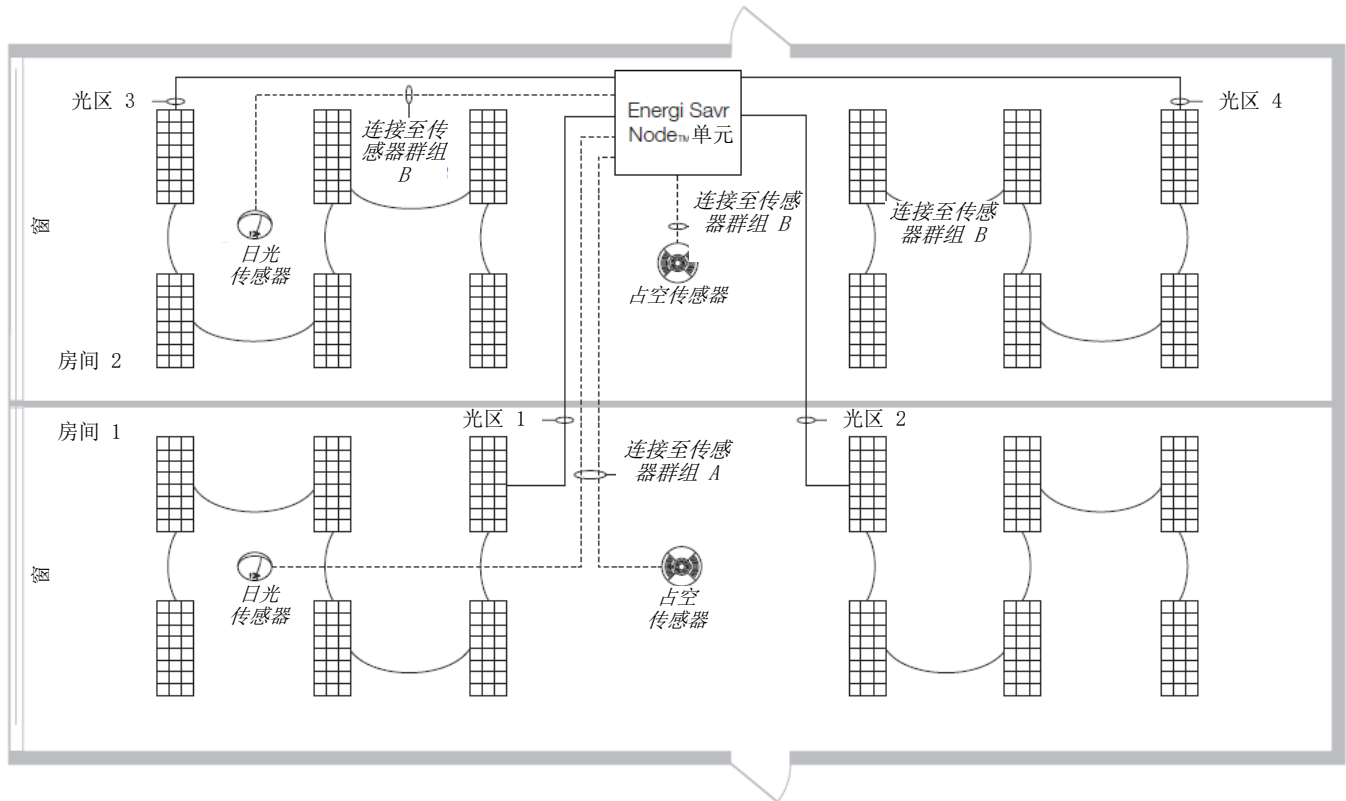 光区 3
连接至传
感器群组
B
Energi Savr
Node™ 单元
光区 4
窗
日光
传感器
连接至传感
器群组 B
占空传感器
连接至传感
器群组 B
房间 2
光区 1
光区 2
房间 1
连接至传感
器群组 A
窗
日光
传感器
占空
传感器